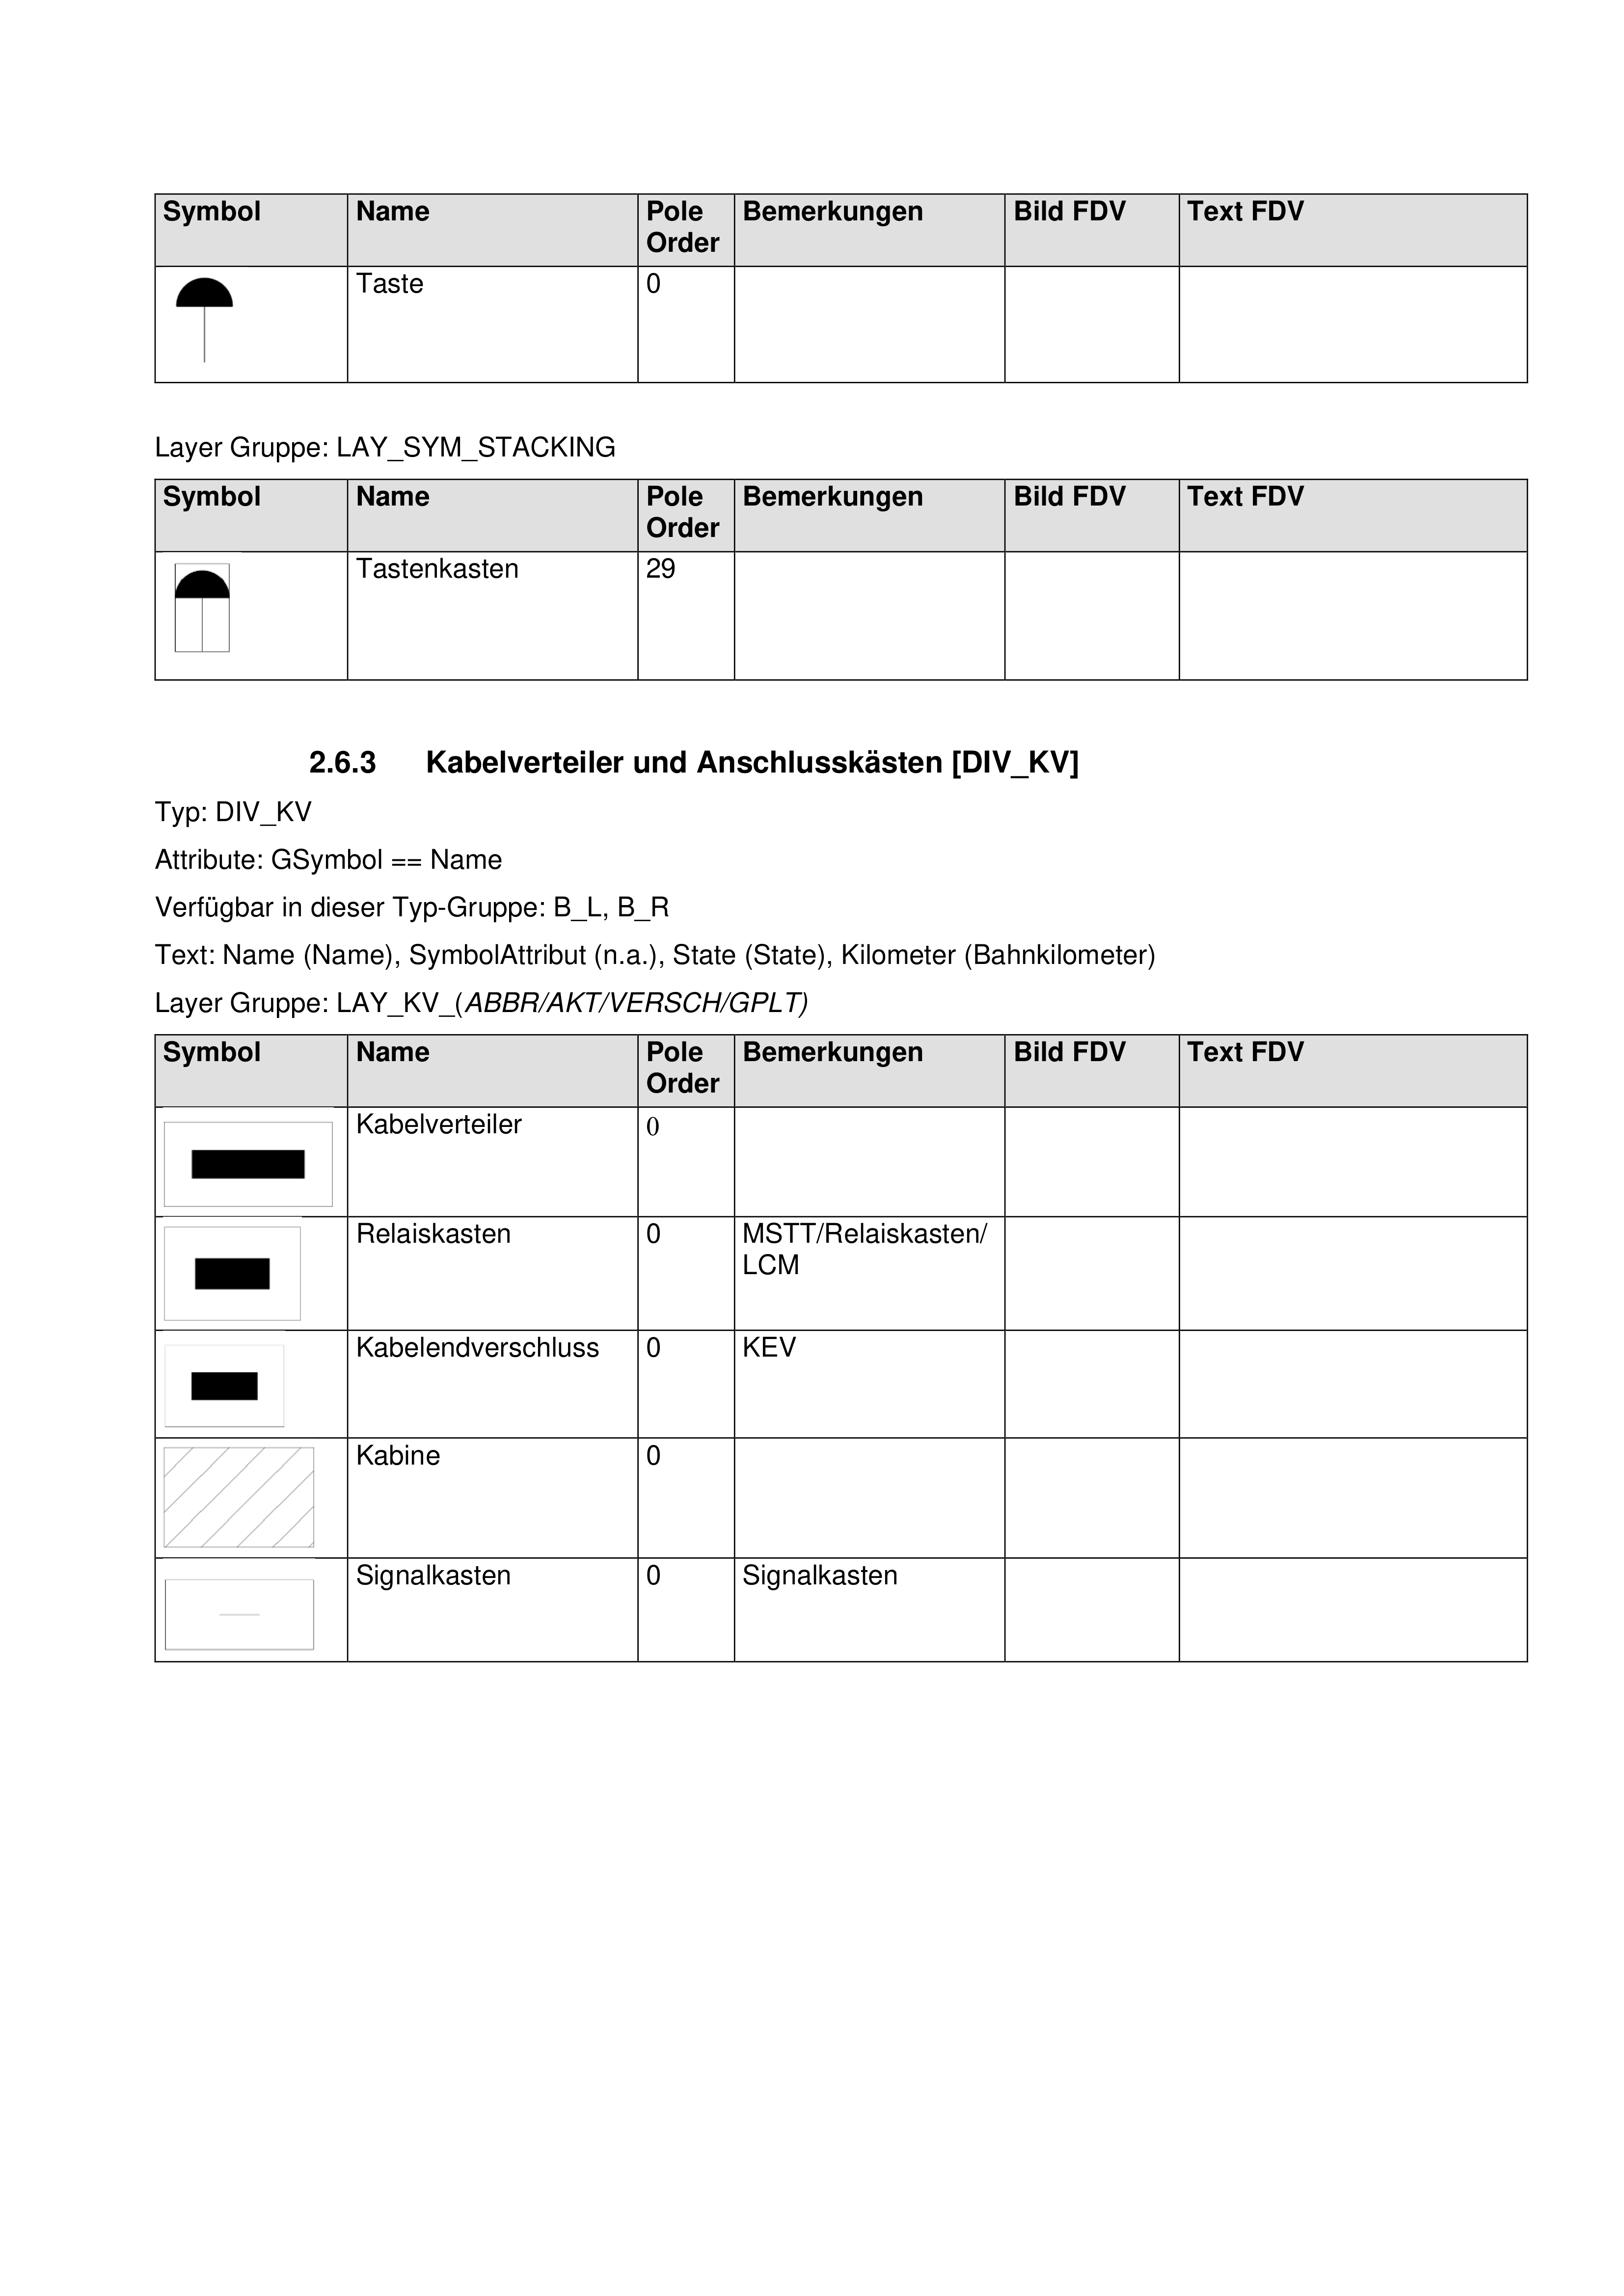 Symbol Name Pole Bemerkungen Bild FDV Text FDV
Order
Taste 0
Layer Gruppe: LAY_SYM_STACKING
Symbol Name Pole Bemerkungen Bild FDV Text FDV
Order
Tastenkasten 29
2.6.3 Kabelverteiler und Anschlusskästen [DIV_KV]
Typ: DIV_KV
Attribute: GSymbol == Name
Verfügbar in dieser Typ-Gruppe: B_L, B_R
Text: Name (Name), SymbolAttribut (n.a.), State (State), Kilometer (Bahnkilometer)
Layer Gruppe: LAY_KV_(ABBR/AKT/VERSCH/GPLT)
Symbol Name Pole Bemerkungen Bild FDV Text FDV
Order
Kabelverteiler 0
Relaiskasten 0 MSTT/Relaiskasten/
LCM
Kabelendverschluss 0 KEV
Kabine 0
Signalkasten 0 Signalkasten